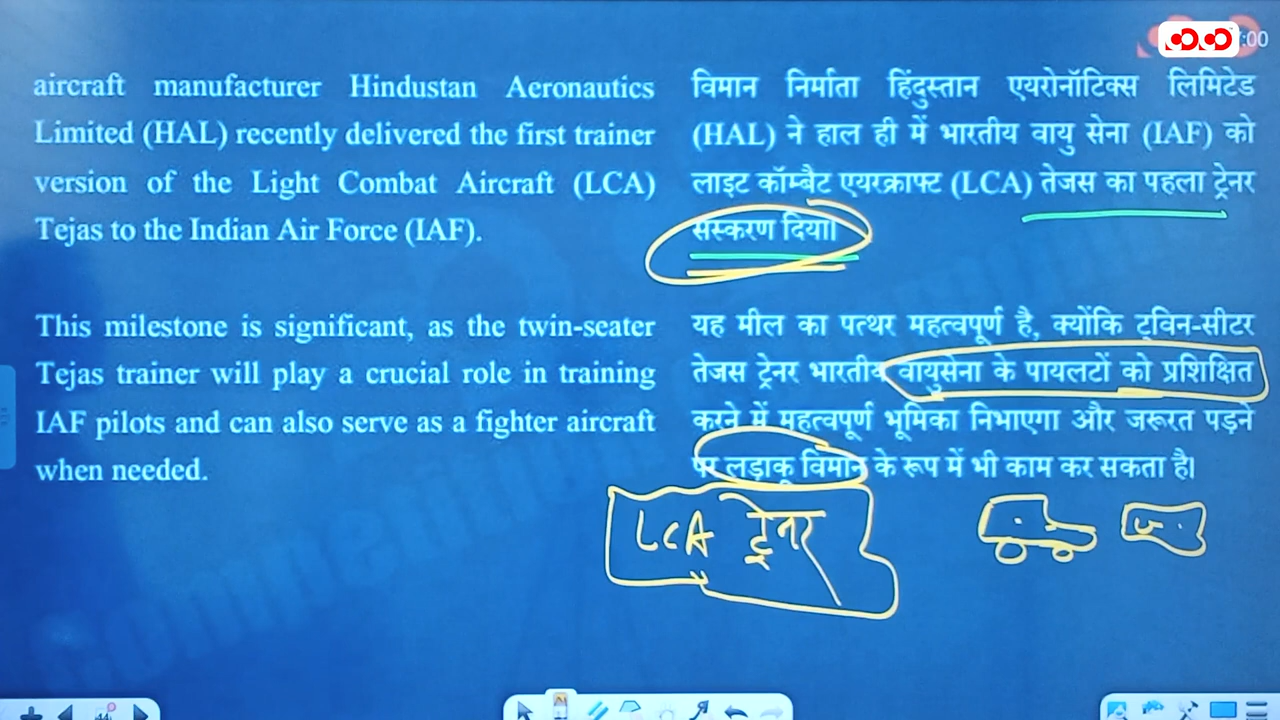 :00
aircraft manufacturer Hindustan Aeronautics
Limited (HAL) recently delivered the first trainer
version of the Light Combat Aircraft (LCA)
Tejas to the Indian Air Force (IAF).
This milestone is significant, as the twin-seater
Tejas trainer will play a crucial role in training
IAF pilots and can also serve as a fighter aircraft
when needed.
विमान निर्माता हिंदुस्तान एयरोनॉटिक्स लिमिटेड
(HAL) ने हाल ही में भारतीय वायु सेना (IAF) को
लाइट कॉम्बैट एयरक्राफ्ट (LCA) तेजस का पहला ट्रेनर
संस्करण दिया।
यह मील का पत्थर महत्वपूर्ण है, क्योंकि ट्विन-सीटर
तेजस ट्रेनर भारतीय वायुसेना के पायलटों को प्रशिक्षित
करने में महत्वपूर्ण भूमिका निभाएगा और जरूरत पड़ने
पर लड़ाकू विमान के रूप में भी काम कर सकता है।
LCA ट्रेनर
44